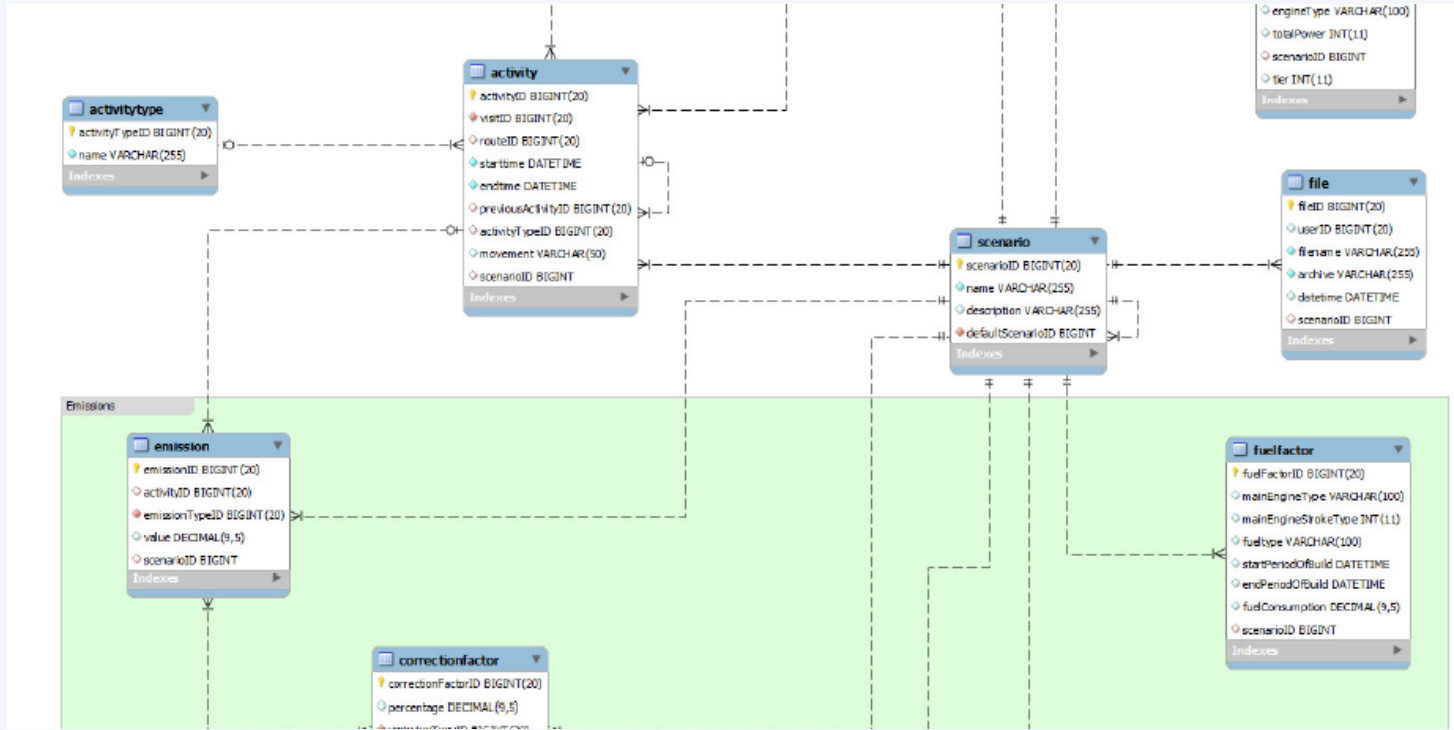 engineType VARCHAR(100)
totalPower INT(11)
scenarioID BIGINT
tier INT(11)
Indexes
activity
activityID BIGINT(20)
visitID BIGINT(20)
routeID BIGINT(20)
starttime DATETIME
endtime DATETIME
previousActivityID BIGINT(20)
activityTypeID BIGINT(20)
movement VARCHAR(50)
scenarioID BIGINT
Indexes
activitytype
activityTypeID BIGINT(20)
name VARCHAR(255)
Indexes
file
fileID BIGINT(20)
userID BIGINT(20)
filename VARCHAR(255)
archive VARCHAR(255)
datetime DATETIME
scenarioID BIGINT
Indexes
scenario
scenarioID BIGINT(20)
name VARCHAR(255)
description VARCHAR(255)
defaultScenarioID BIGINT
Indexes
Emissions
emission
emissionID BIGINT(20)
activityID BIGINT(20)
emissionTypeID BIGINT(20)
value DECIMAL(9,5)
scenarioID BIGINT
Indexes
fuelfactor
fuelFactorID BIGINT(20)
mainEngineType VARCHAR(100)
mainEngineStrokeType INT(11)
fueltype VARCHAR(100)
startPeriodOfBuild DATETIME
endPeriodOfBuild DATETIME
fuelConsumption DECIMAL(9,5)
scenarioID BIGINT
Indexes
correctionfactor
correctionFactorID BIGINT(20)
percentage DECIMAL(9,5)